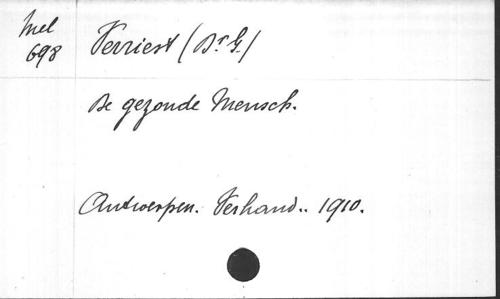 Mel
698
Verriest (Dr. G.)
De gezonde Mensch.
Antwerpen. Verhand.. 1910.